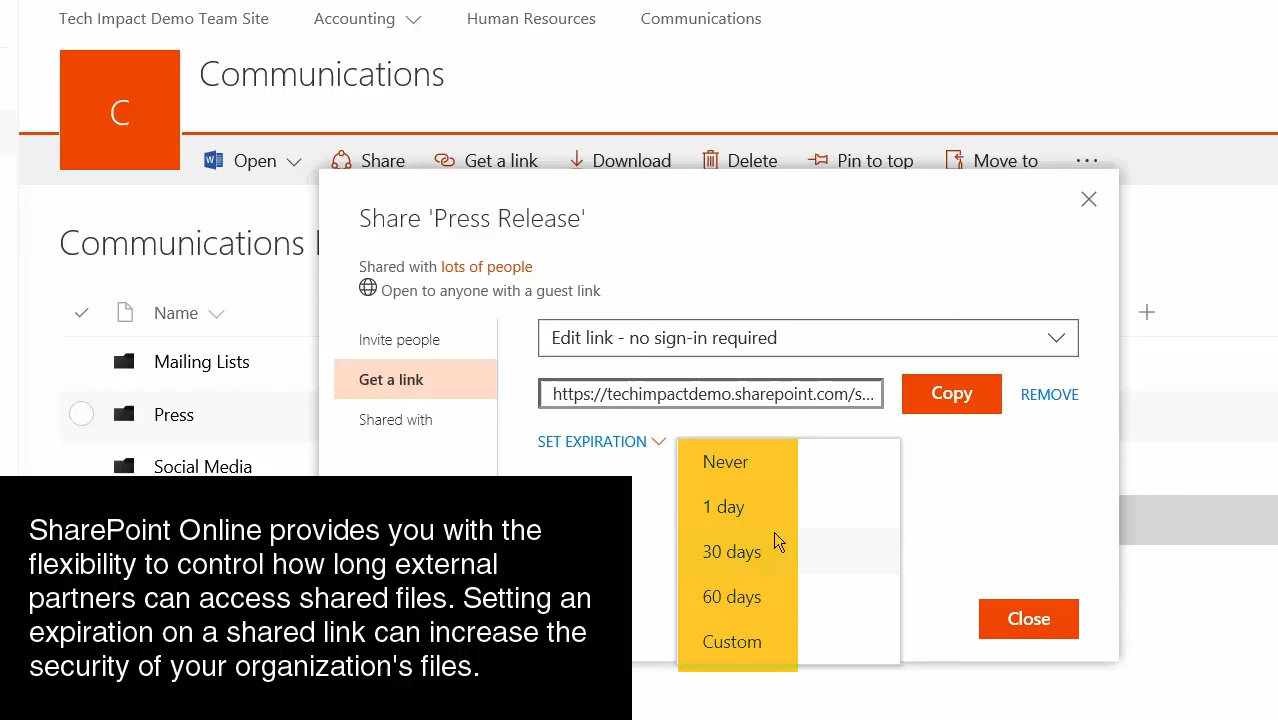 Tech Impact Demo Team Site Accounting Human Resources Communications
C
Communications
Open Share Get a link Download Delete Pin to top Move to ...
Communications
Name
Mailing Lists
Press
Social Media
Share 'Press Release'
Shared with lots of people
Open to anyone with a guest link
Invite people
Get a link
Shared with
Edit link - no sign-in required
https://techimpactdemo.sharepoint.com/s... Copy REMOVE
SET EXPIRATION
Never
1 day
30 days
60 days
Custom
Close
SharePoint Online provides you with the
flexibility to control how long external
partners can access shared files. Setting an
expiration on a shared link can increase the
security of your organization's files.